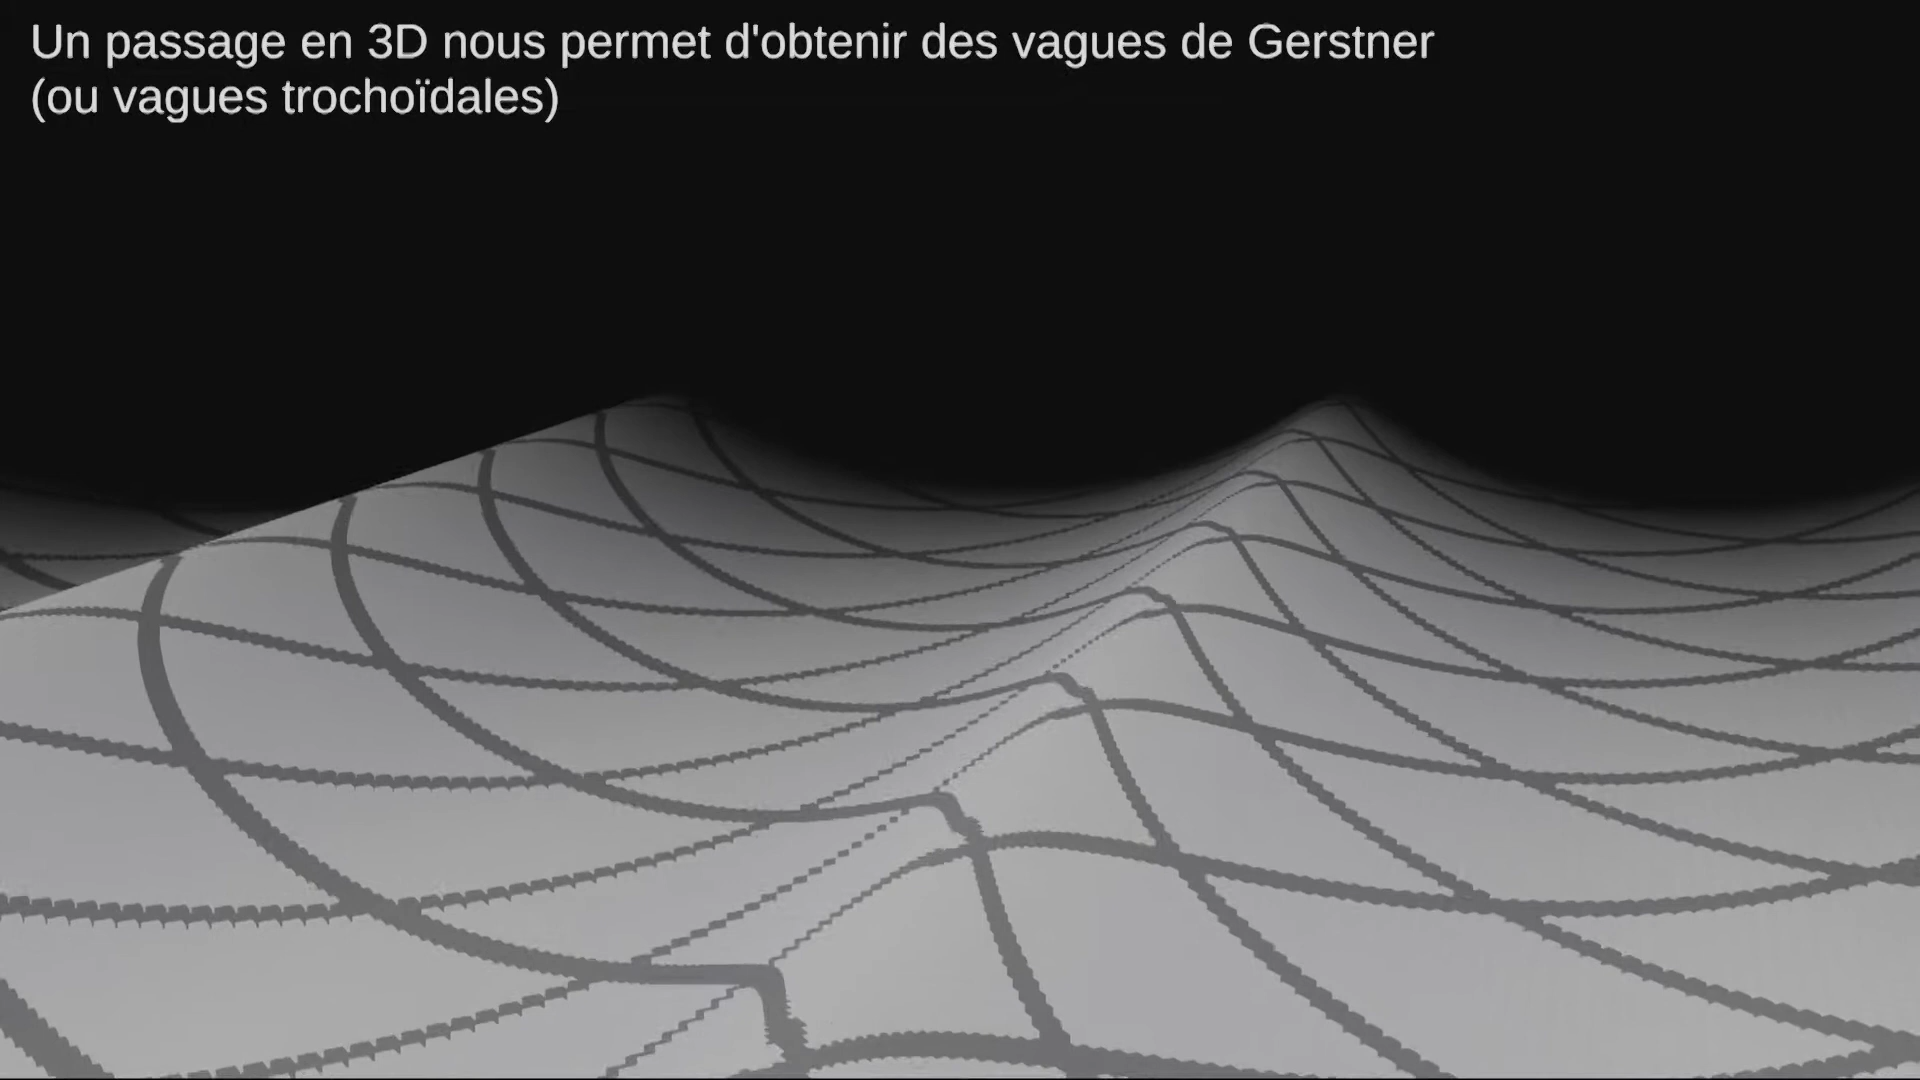 Un passage en 3D nous permet d'obtenir des vagues de Gerstner
(ou vagues trochoïdales)